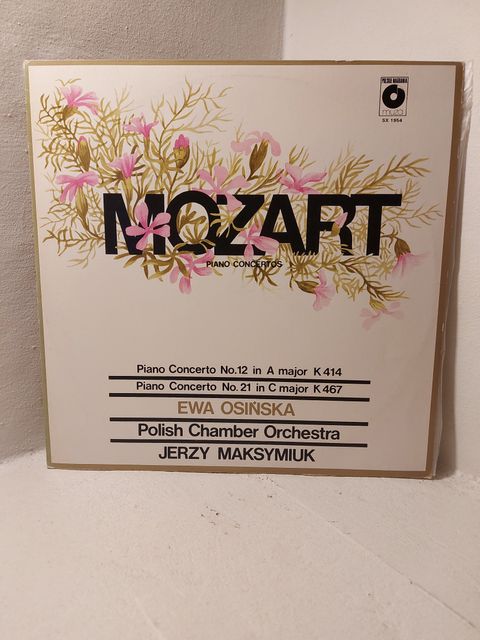 POLSKIE NAGRANIA
muza
SX 1954
MOZART
PIANO CONCERTOS
Piano Concerto No.12 in A major K 414
Piano Concerto No.21 in C major K 467
EWA OSIŃSKA
Polish Chamber Orchestra
JERZY MAKSYMIUK